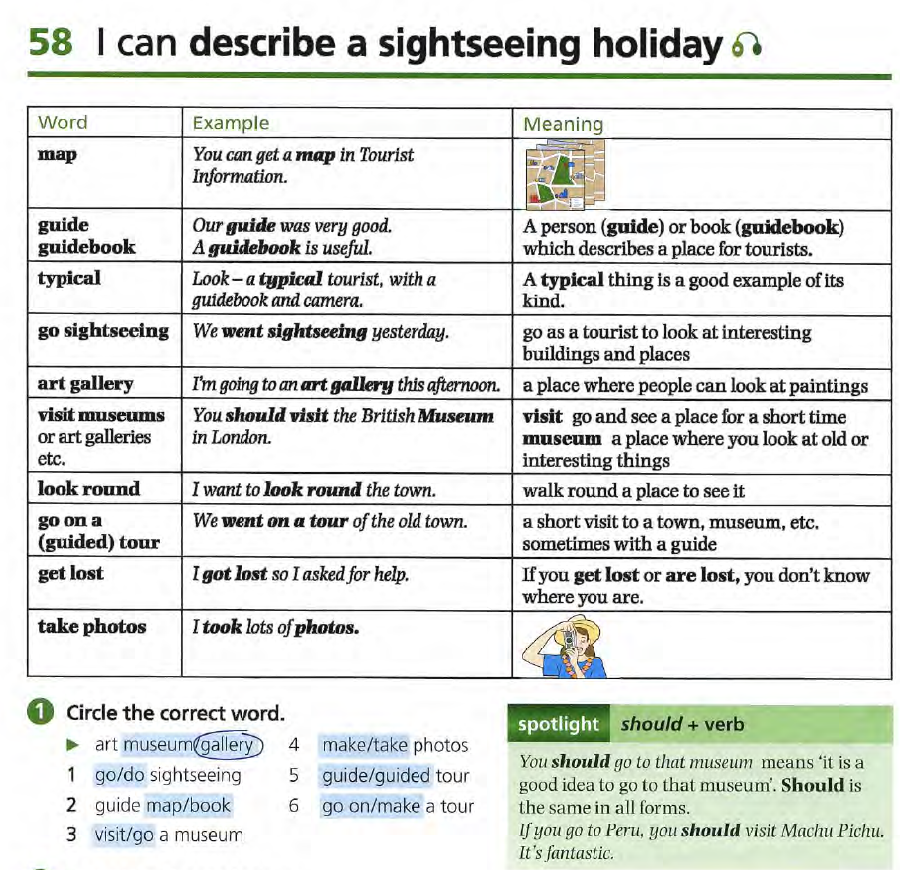 58 I can describe a sightseeing holiday
Word Example Meaning
map
You can get a map in Tourist
Information.
guide
guidebook
Our guide was very good.
A guidebook is useful.
A person (guide) or book (guidebook)
which describes a place for tourists.
typical
Look – a typical tourist, with a
guidebook and camera.
A typical thing is a good example of its
kind.
go sightseeing
We went sightseeing yesterday.
go as a tourist to look at interesting
buildings and places
art gallery
I'm going to an art gallery this afternoon.
a place where people can look at paintings
visit museums
or art galleries
etc.
You should visit the British Museum
in London.
visit go and see a place for a short time
museum a place where you look at old or
interesting things
look round
I want to look round the town.
walk round a place to see it
go on a
(guided) tour
We went on a tour of the old town.
a short visit to a town, museum, etc.
sometimes with a guide
get lost
I got lost so I asked for help.
If you get lost or are lost, you don't know
where you are.
take photos
I took lots of photos.
1 Circle the correct word.
► art museum/gallery
1 go/do sightseeing
2 guide map/book
3 visit/go a museum
4 make/take photos
5 guide/guided tour
6 go on/make a tour
spotlight should + verb
You should go to that museum means 'it is a
good idea to go to that museum'. Should is
the same in all forms.
If you go to Peru, you should visit Machu Pichu.
It's fantastic.